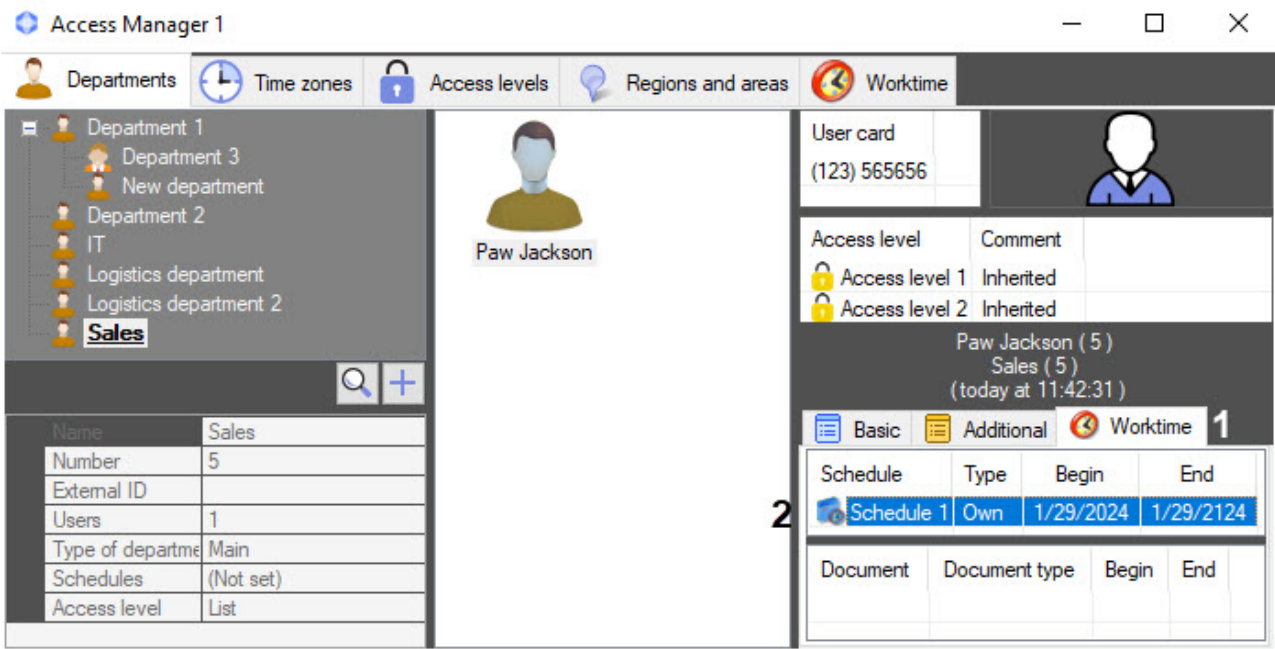 Access Manager 1
Departments Time zones Access levels Regions and areas Worktime
Department 1
Department 3
New department
Department 2
IT
Logistics department
Logistics department 2
Sales
Name Sales
Number 5
External ID
Users 1
Type of departme Main
Schedules (Not set)
Access level List
Paw Jackson
User card
(123) 565656
Access level Comment
Access level 1 Inherited
Access level 2 Inherited
Paw Jackson ( 5 )
Sales ( 5 )
(today at 11:42:31 )
Basic Additional Worktime 1
Schedule Type Begin End
2 Schedule 1 Own 1/29/2024 1/29/2124
Document Document type Begin End